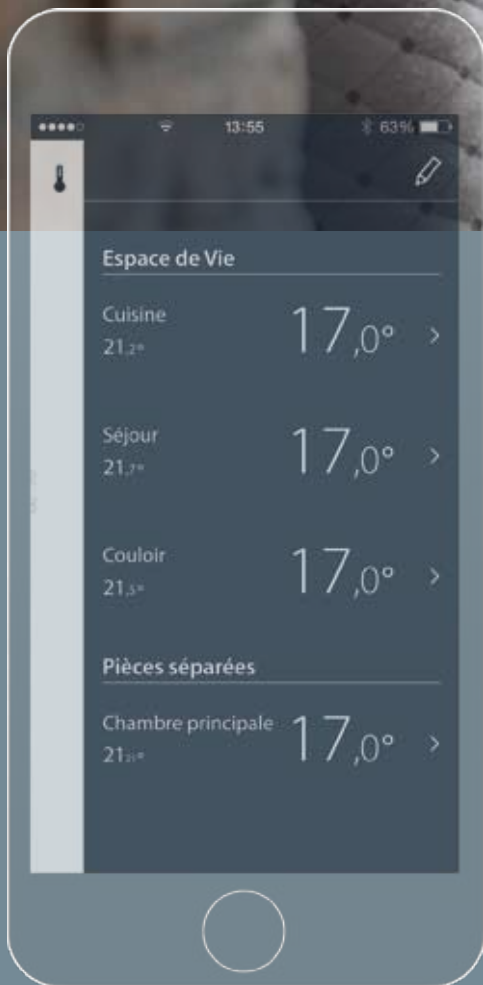 13:55 63%
Espace de Vie
Cuisine
21,2° 17,0°
Séjour
21,7° 17,0°
Couloir
21,5° 17,0°
Pièces séparées
Chambre principale
17,0°